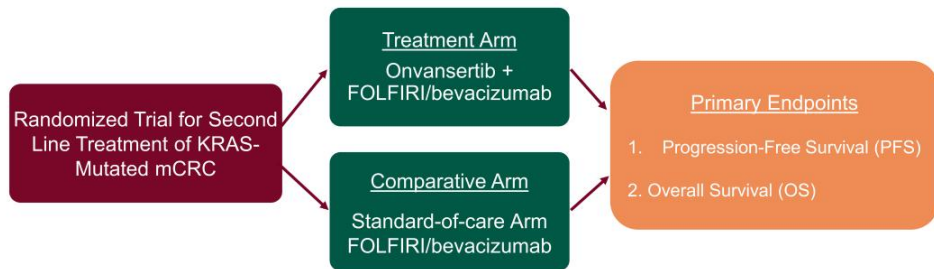 Randomized Trial for Second
Line Treatment of KRAS-
Mutated mCRC
Treatment Arm
Onvansertib +
FOLFIRI/bevacizumab
Comparative Arm
Standard-of-care Arm
FOLFIRI/bevacizumab
Primary Endpoints
1. Progression-Free Survival (PFS)
2. Overall Survival (OS)